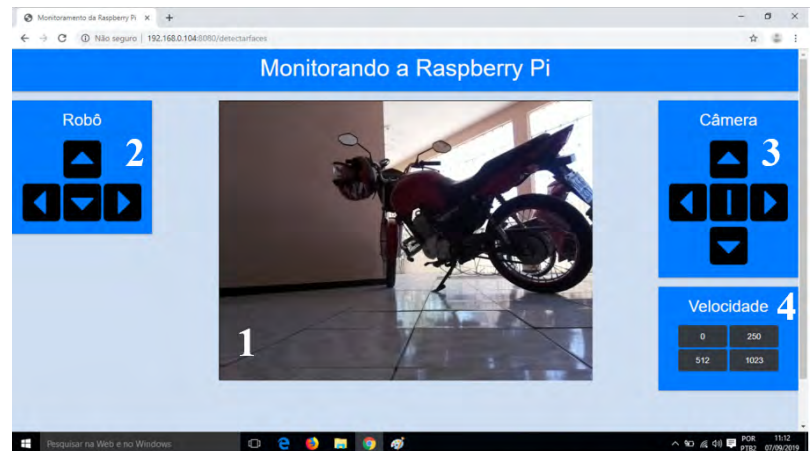 Monitoramento da Raspberry Pi
Não seguro | 192.168.0.104:8080/detectarfaces
Monitorando a Raspberry Pi
Robô
2
Câmera
3
1
Velocidade 4
0 250
512 1023
Pesquisar na Web e no Windows
POR 11:12
PTB2 07/09/2019